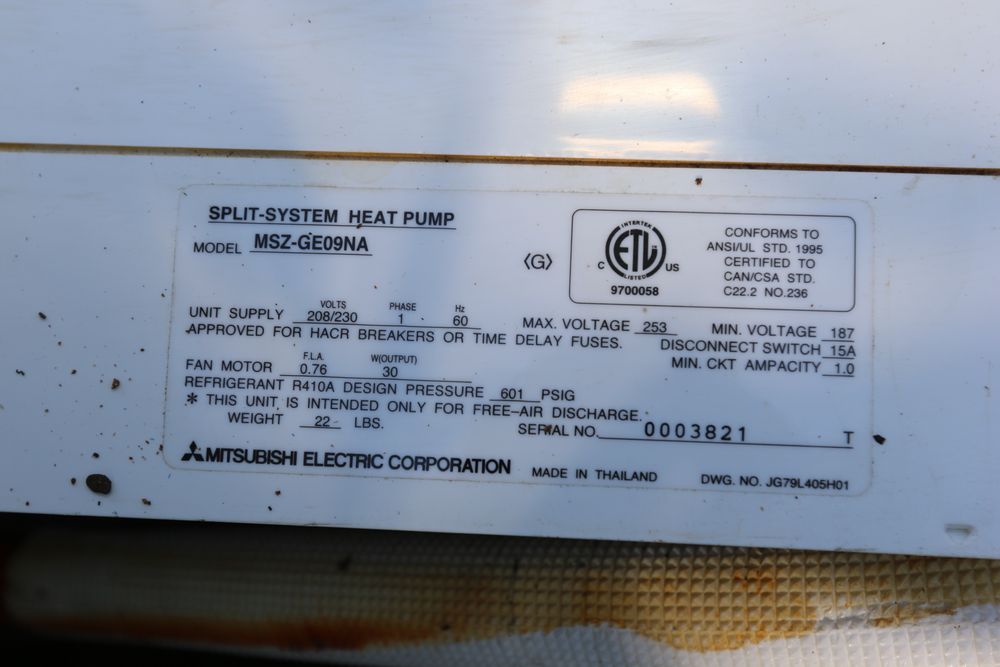 SPLIT-SYSTEM HEAT PUMP
MODEL MSZ-GE09NA
<G>
INTERTEK
ETL
LISTED
C US
9700058
CONFORMS TO
ANSI/UL STD. 1995
CERTIFIED TO
CAN/CSA STD.
C22.2 NO.236
VOLTS PHASE Hz
UNIT SUPPLY 208/230 1 60
MAX. VOLTAGE 253 MIN. VOLTAGE 187
APPROVED FOR HACR BREAKERS OR TIME DELAY FUSES. DISCONNECT SWITCH 15A
F.L.A. W(OUTPUT)
FAN MOTOR 0.76 30
MIN. CKT AMPACITY 1.0
REFRIGERANT R410A DESIGN PRESSURE 601 PSIG
* THIS UNIT IS INTENDED ONLY FOR FREE-AIR DISCHARGE.
WEIGHT 22 LBS.
SERIAL NO. 0003821 T
MITSUBISHI ELECTRIC CORPORATION MADE IN THAILAND DWG. NO. JG79L405H01